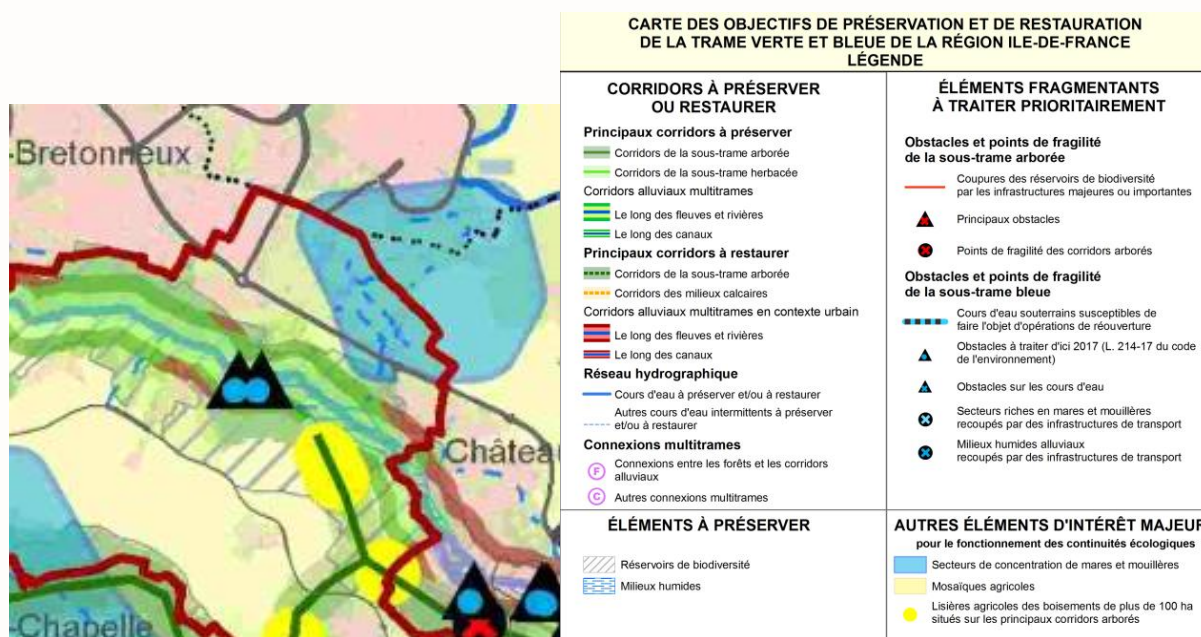 CARTE DES OBJECTIFS DE PRÉSERVATION ET DE RESTAURATION
DE LA TRAME VERTE ET BLEUE DE LA RÉGION ILE-DE-FRANCE
LÉGENDE
-Bretonneux
Château
-Chapelle
CORRIDORS À PRÉSERVER
OU RESTAURER
Principaux corridors à préserver
Corridors de la sous-trame arborée
Corridors de la sous-trame herbacée
Corridors alluviaux multitrames
Le long des fleuves et rivières
Le long des canaux
Principaux corridors à restaurer
Corridors de la sous-trame arborée
Corridors des milieux calcaires
Corridors alluviaux multitrames en contexte urbain
Le long des fleuves et rivières
Le long des canaux
Réseau hydrographique
Cours d'eau à préserver et/ou à restaurer
Autres cours d'eau intermittents à préserver
et/ou à restaurer
Connexions multitrames
F
Connexions entre les forêts et les corridors
alluviaux
C
Autres connexions multitrames
ÉLÉMENTS FRAGMENTANTS
À TRAITER PRIORITAIREMENT
Obstacles et points de fragilité
de la sous-trame arborée
Coupures des réservoirs de biodiversité
par les infrastructures majeures ou importantes
Principaux obstacles
Points de fragilité des corridors arborés
Obstacles et points de fragilité
de la sous-trame bleue
Cours d'eau souterrains susceptibles de
faire l'objet d'opérations de réouverture
Obstacles à traiter d'ici 2017 (L. 214-17 du code
de l'environnement)
Obstacles sur les cours d'eau
Secteurs riches en mares et mouillères
recoupés par des infrastructures de transport
Milieux humides alluviaux
recoupés par des infrastructures de transport
ÉLÉMENTS À PRÉSERVER
Réservoirs de biodiversité
Milieux humides
AUTRES ÉLÉMENTS D'INTÉRÊT MAJEUR
pour le fonctionnement des continuités écologiques
Secteurs de concentration de mares et mouillères
Mosaïques agricoles
Lisières agricoles des boisements de plus de 100 ha
situés sur les principaux corridors arborés